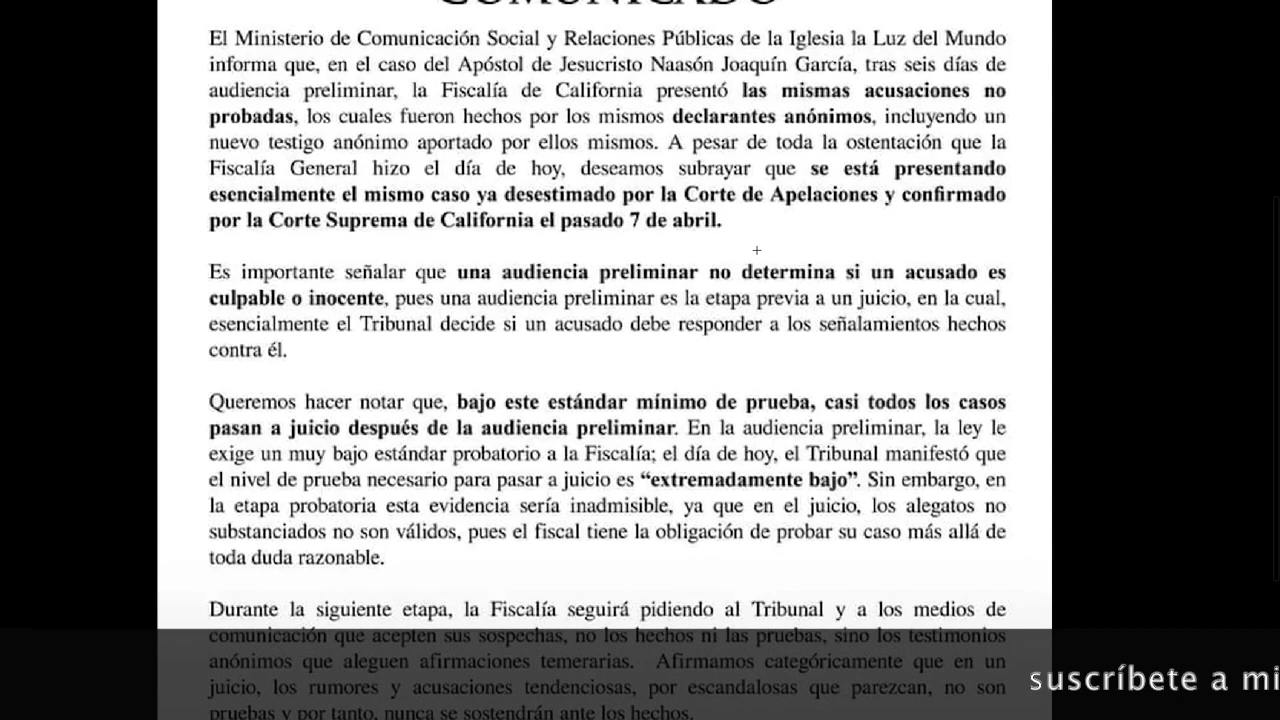 COMUNICADO
El Ministerio de Comunicación Social y Relaciones Públicas de la Iglesia la Luz del Mundo
informa que, en el caso del Apóstol de Jesucristo Naasón Joaquín García, tras seis días de
audiencia preliminar, la Fiscalía de California presentó las mismas acusaciones no
probadas, los cuales fueron hechos por los mismos declarantes anónimos, incluyendo un
nuevo testigo anónimo aportado por ellos mismos. A pesar de toda la ostentación que la
Fiscalía General hizo el día de hoy, deseamos subrayar que se está presentando
esencialmente el mismo caso ya desestimado por la Corte de Apelaciones y confirmado
por la Corte Suprema de California el pasado 7 de abril.
Es importante señalar que una audiencia preliminar no determina si un acusado es
culpable o inocente, pues una audiencia preliminar es la etapa previa a un juicio, en la cual,
esencialmente el Tribunal decide si un acusado debe responder a los señalamientos hechos
contra él.
Queremos hacer notar que, bajo este estándar mínimo de prueba, casi todos los casos
pasan a juicio después de la audiencia preliminar. En la audiencia preliminar, la ley le
exige un muy bajo estándar probatorio a la Fiscalía; el día de hoy, el Tribunal manifestó que
el nivel de prueba necesario para pasar a juicio es “extremadamente bajo”. Sin embargo, en
la etapa probatoria esta evidencia sería inadmisible, ya que en el juicio, los alegatos no
substanciados no son válidos, pues el fiscal tiene la obligación de probar su caso más allá de
toda duda razonable.
Durante la siguiente etapa, la Fiscalía seguirá pidiendo al Tribunal y a los medios de
comunicación que acepten sus sospechas, no los hechos ni las pruebas, sino los testimonios
anónimos que aleguen afirmaciones temerarias. Afirmamos categóricamente que en un
juicio, los rumores y acusaciones tendenciosas, por escandalosas que parezcan, no son
pruebas y por tanto, nunca se sostendrán ante los hechos.
suscríbete a mi